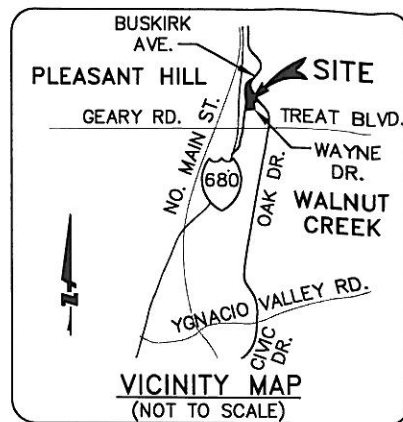 BUSKIRK
AVE.
PLEASANT HILL
SITE
GEARY RD.
TREAT BLVD.
NO. MAIN ST.
WAYNE
DR.
680
OAK DR.
WALNUT
CREEK
N
YGNACIO VALLEY RD.
CIVIC
DR.
VICINITY MAP
(NOT TO SCALE)